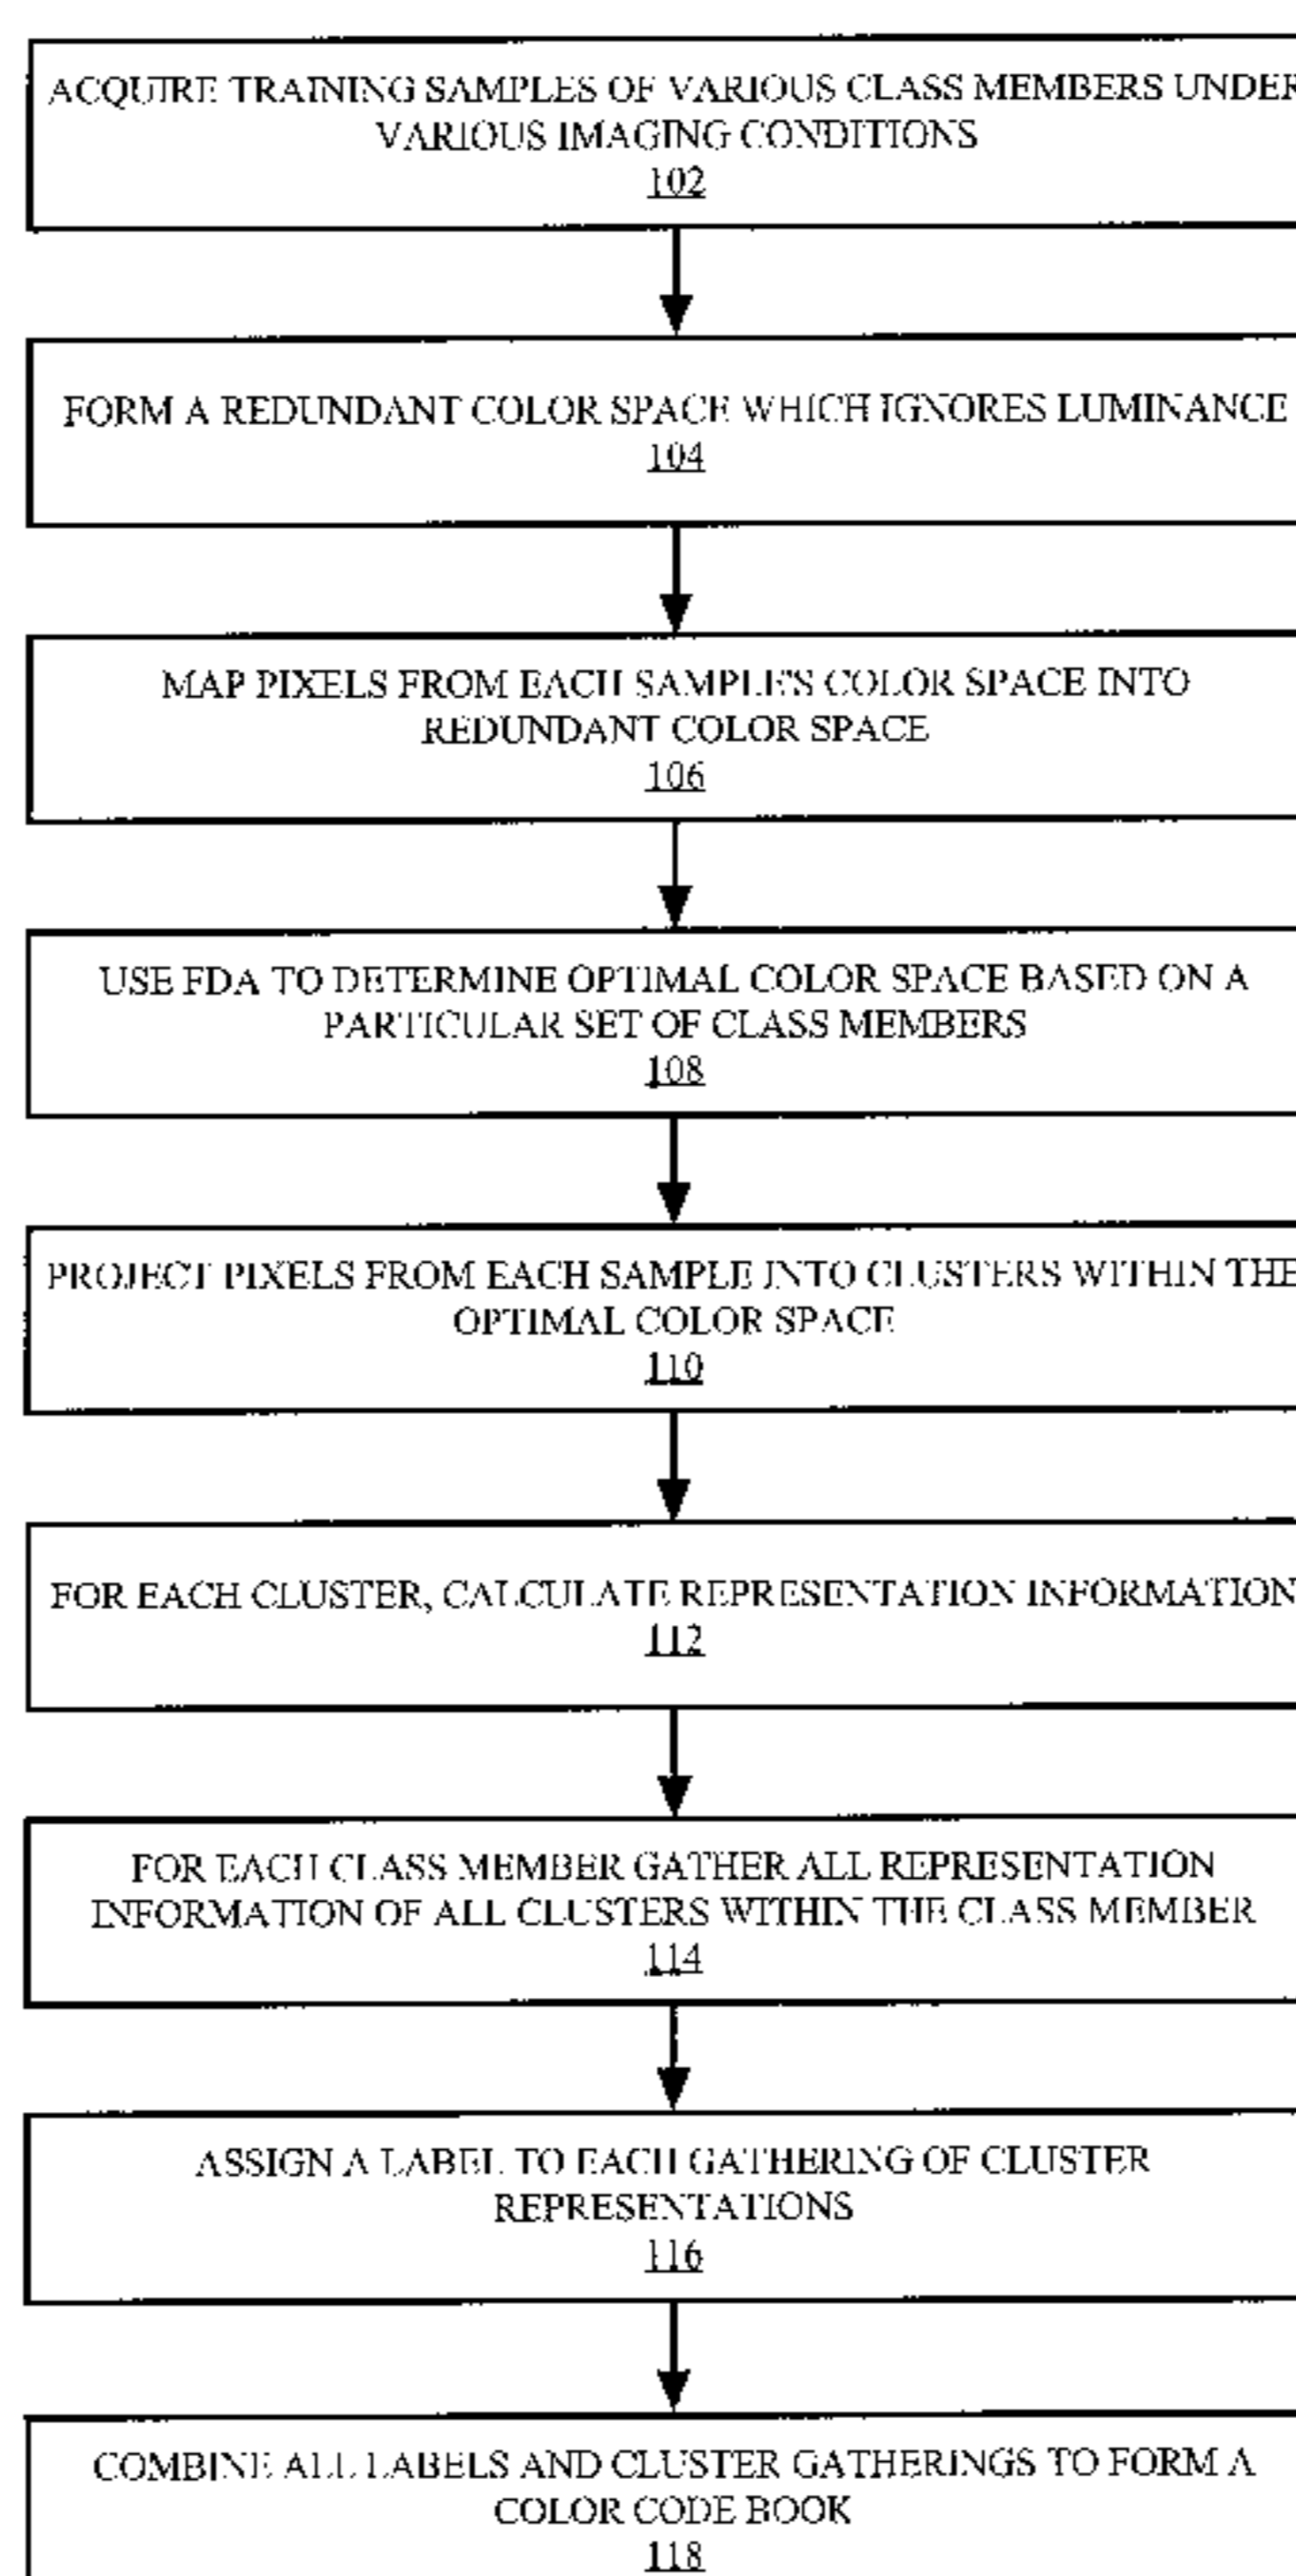 ACQUIRE TRAINING SAMPLES OF VARIOUS CLASS MEMBERS UNDER
VARIOUS IMAGING CONDITIONS
102
FORM A REDUNDANT COLOR SPACE WHICH IGNORES LUMINANCE
104
MAP PIXELS FROM EACH SAMPLE'S COLOR SPACE INTO
REDUNDANT COLOR SPACE
106
USE FDA TO DETERMINE OPTIMAL COLOR SPACE BASED ON A
PARTICULAR SET OF CLASS MEMBERS
108
PROJECT PIXELS FROM EACH SAMPLE INTO CLUSTERS WITHIN THE
OPTIMAL COLOR SPACE
110
FOR EACH CLUSTER, CALCULATE REPRESENTATION INFORMATION
112
FOR EACH CLASS MEMBER GATHER ALL REPRESENTATION
INFORMATION OF ALL CLUSTERS WITHIN THE CLASS MEMBER
114
ASSIGN A LABEL TO EACH GATHERING OF CLUSTER
REPRESENTATIONS
116
COMBINE ALL LABELS AND CLUSTER GATHERINGS TO FORM A
COLOR CODE BOOK
118